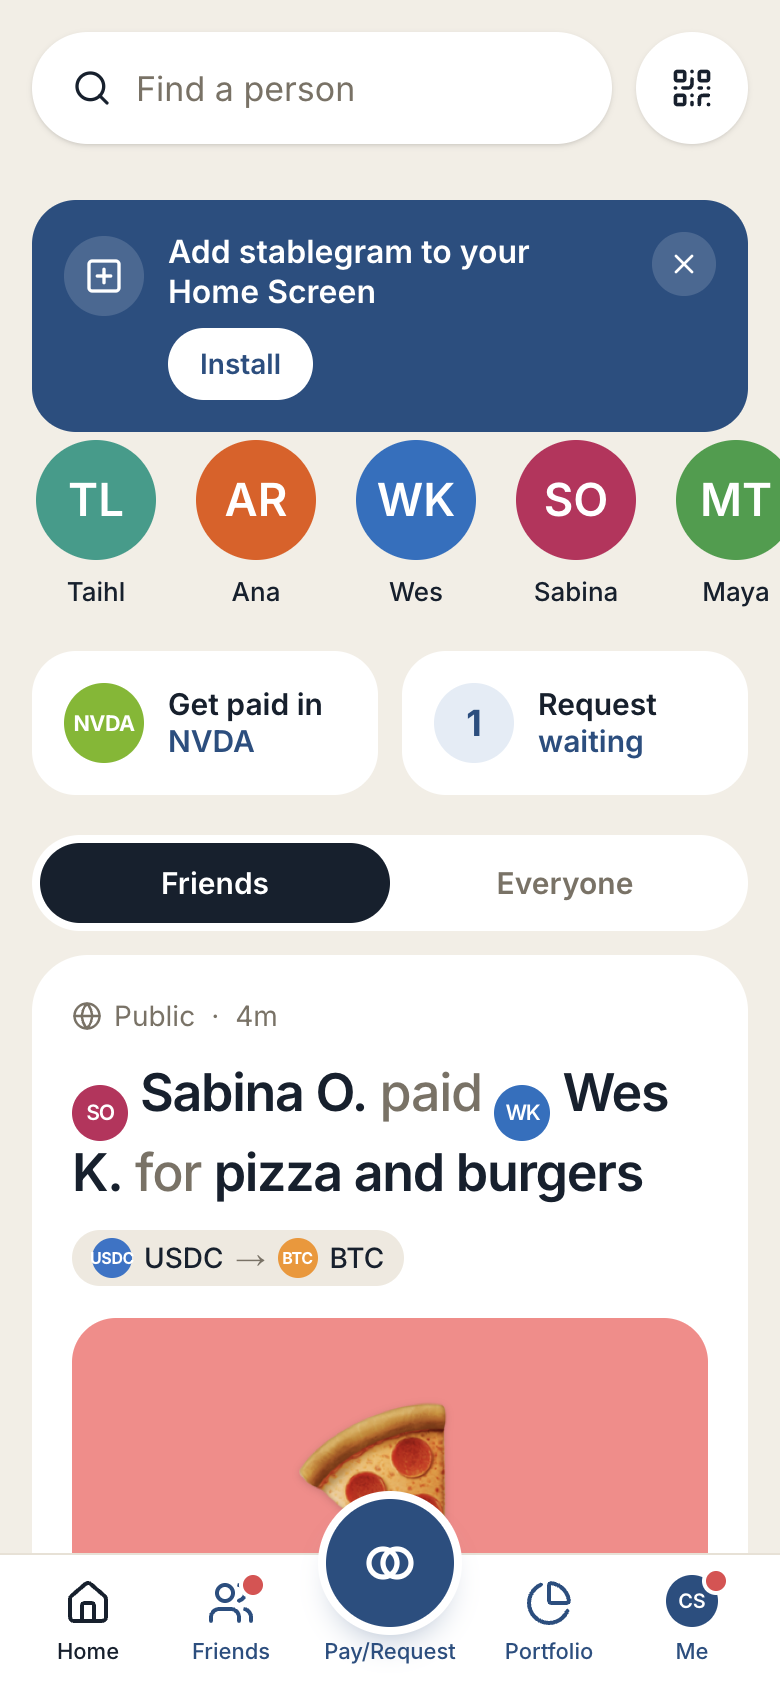 Find a person
Add stablegram to your
Home Screen
Install
TL AR WK SO MT
Taihl Ana Wes Sabina Maya
NVDA Get paid in
NVDA
1 Request
waiting
Friends Everyone
Public · 4m
SO Sabina O. paid WK Wes
K. for pizza and burgers
USDC USDC → BTC BTC
CS
Home Friends Pay/Request Portfolio Me